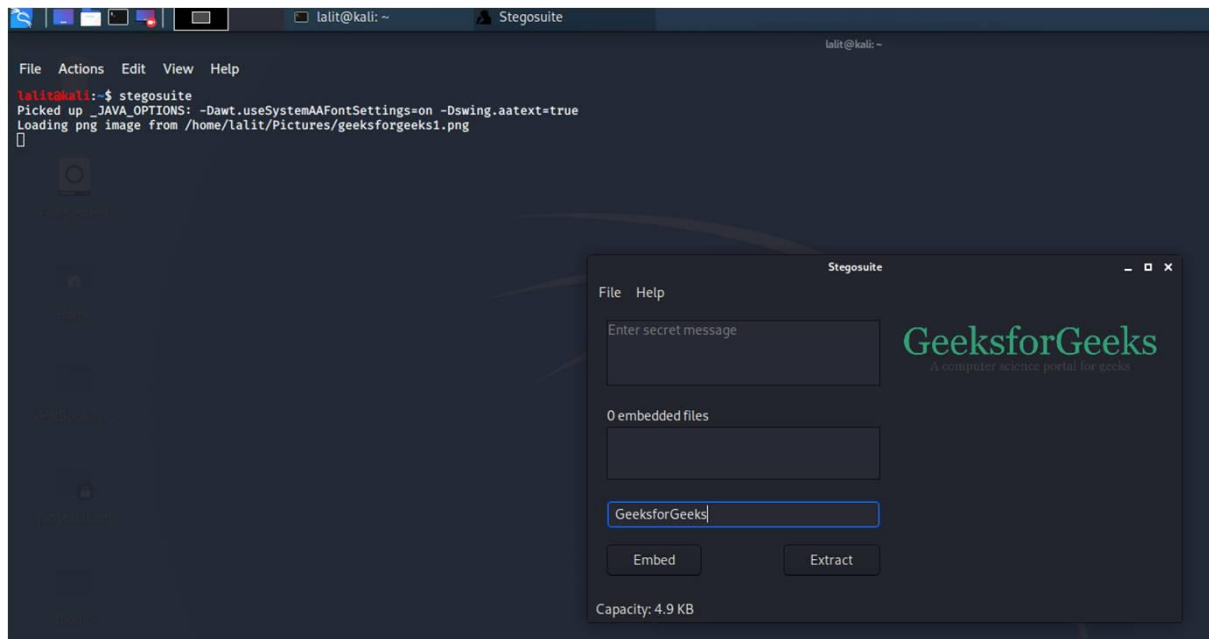 lalit@kali: ~
Stegosuite
lalit@kali: ~
File Actions Edit View Help
lalit@kali:~$ stegosuite
Picked up _JAVA_OPTIONS: -Dawt.useSystemAAFontSettings=on -Dswing.aatext=true
Loading png image from /home/lalit/Pictures/geeksforgeeks1.png
Stegosuite
File Help
Enter secret message
GeeksforGeeks
A computer science portal for geeks
0 embedded files
GeeksforGeeks
Embed
Extract
Capacity: 4.9 KB